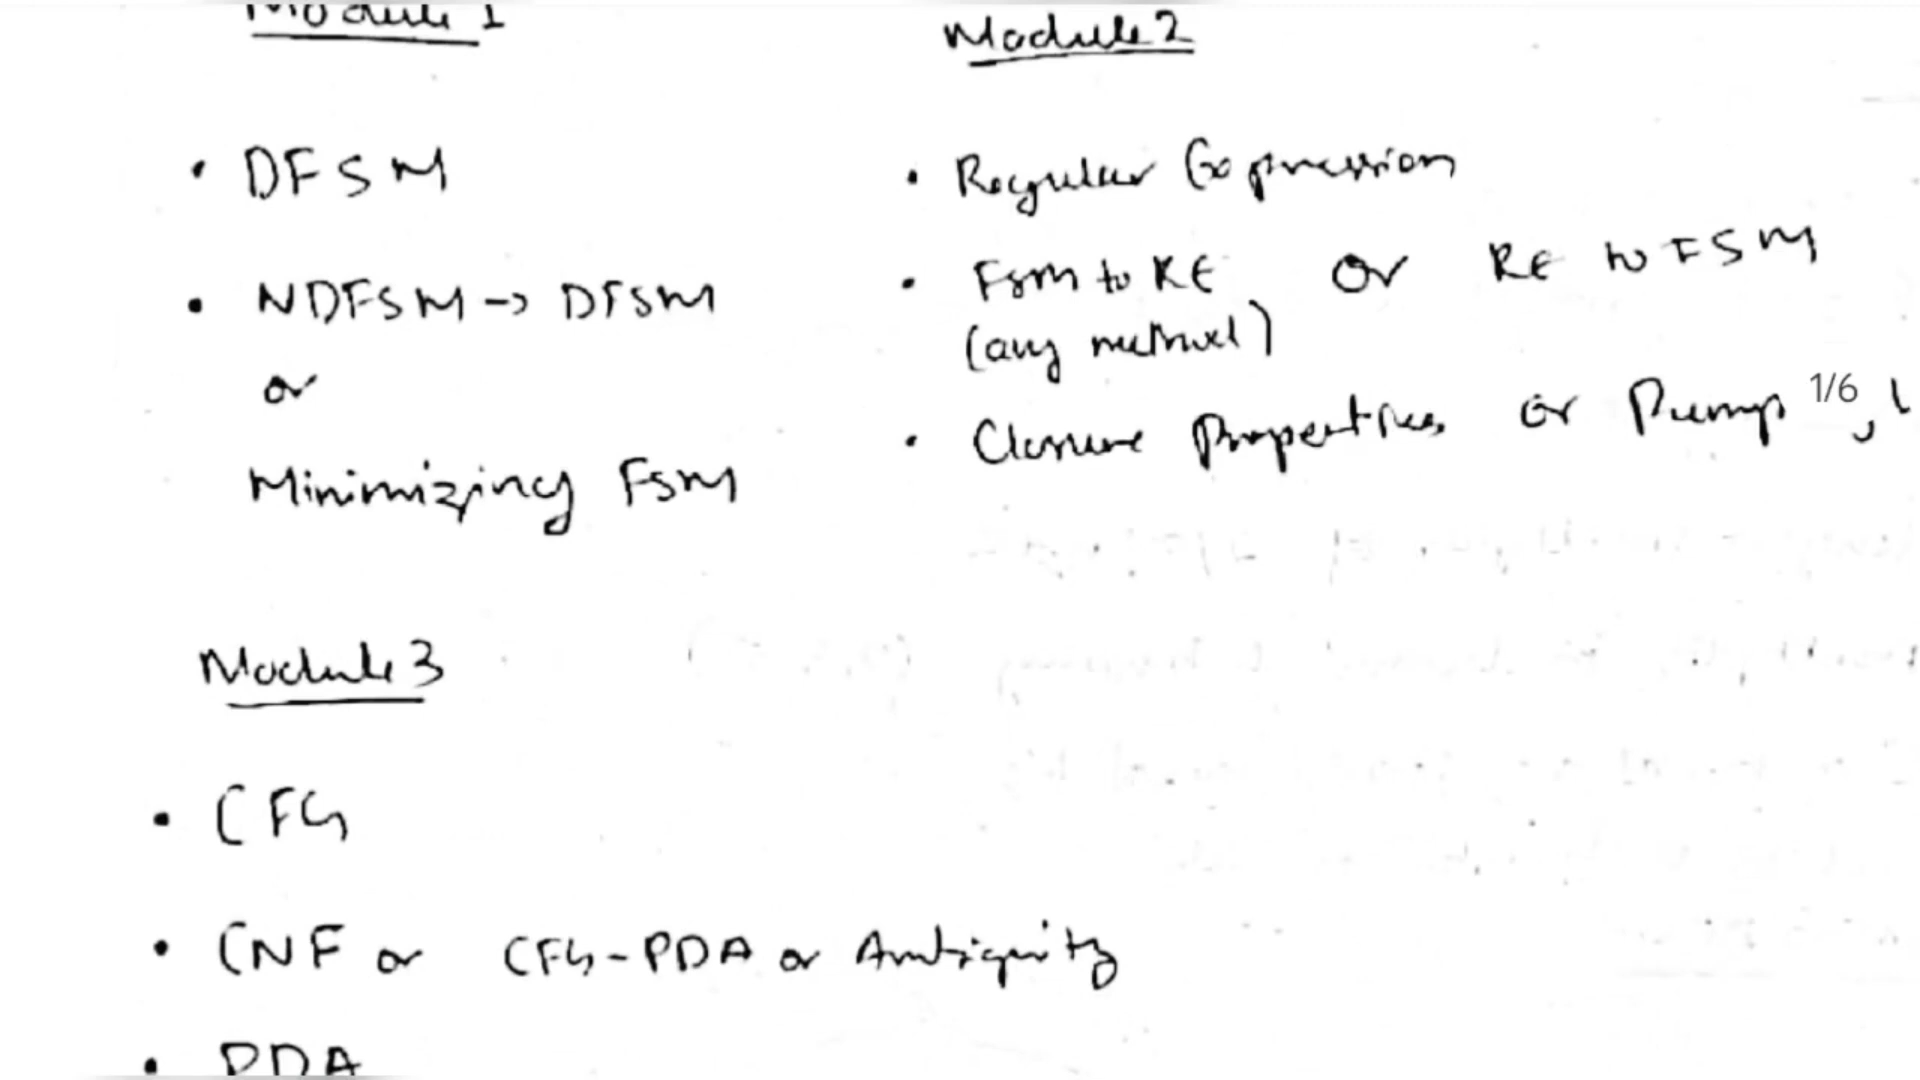 Module 1
• DFSM
• NDFSM -> DFSM
or
Minimizing FSM
Module 2
• Regular Expression
• FSM to RE or RE to FSM
(any method)
• Closure Properties or Pump
1/6
Module 3
• CFG
• CNF or CFG-PDA or Ambiguity
• PDA